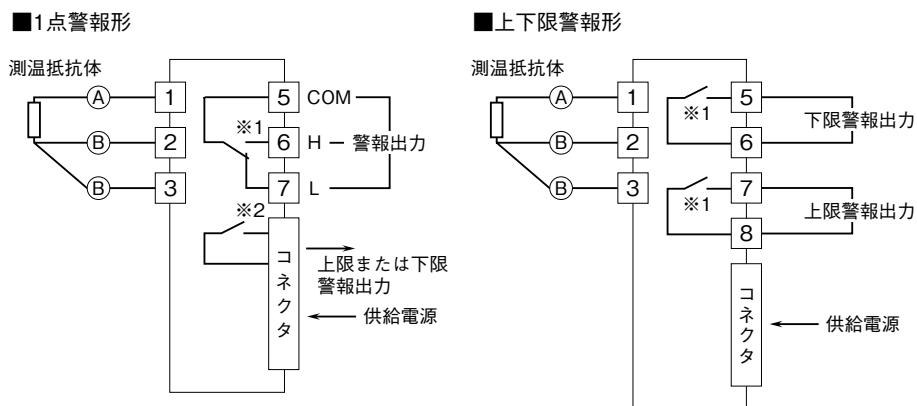 ■1点警報形
測温抵抗体
A
B
B
1
2
3
※1
5 COM
6 H
7 L
警報出力
※2
コネクタ
上限または下限
警報出力
供給電源
■上下限警報形
測温抵抗体
A
B
B
1
2
3
※1
5
6
下限警報出力
※1
7
8
上限警報出力
コネクタ
供給電源